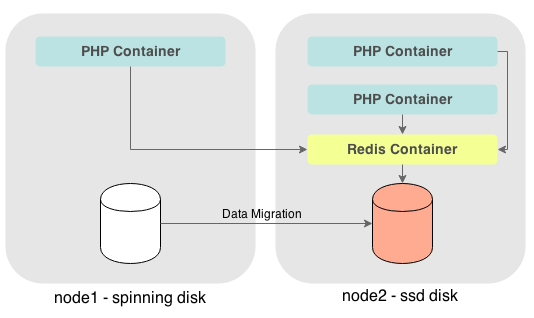 PHP Container
PHP Container
PHP Container
Redis Container
Data Migration
node1 - spinning disk
node2 - ssd disk